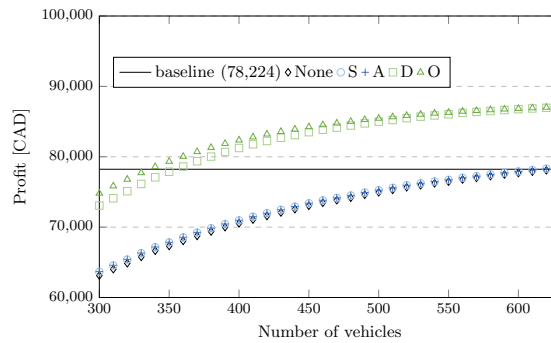 100,000
90,000
80,000
70,000
60,000
Profit [CAD]
baseline (78,224) None S A D O
300 350 400 450 500 550 600
Number of vehicles